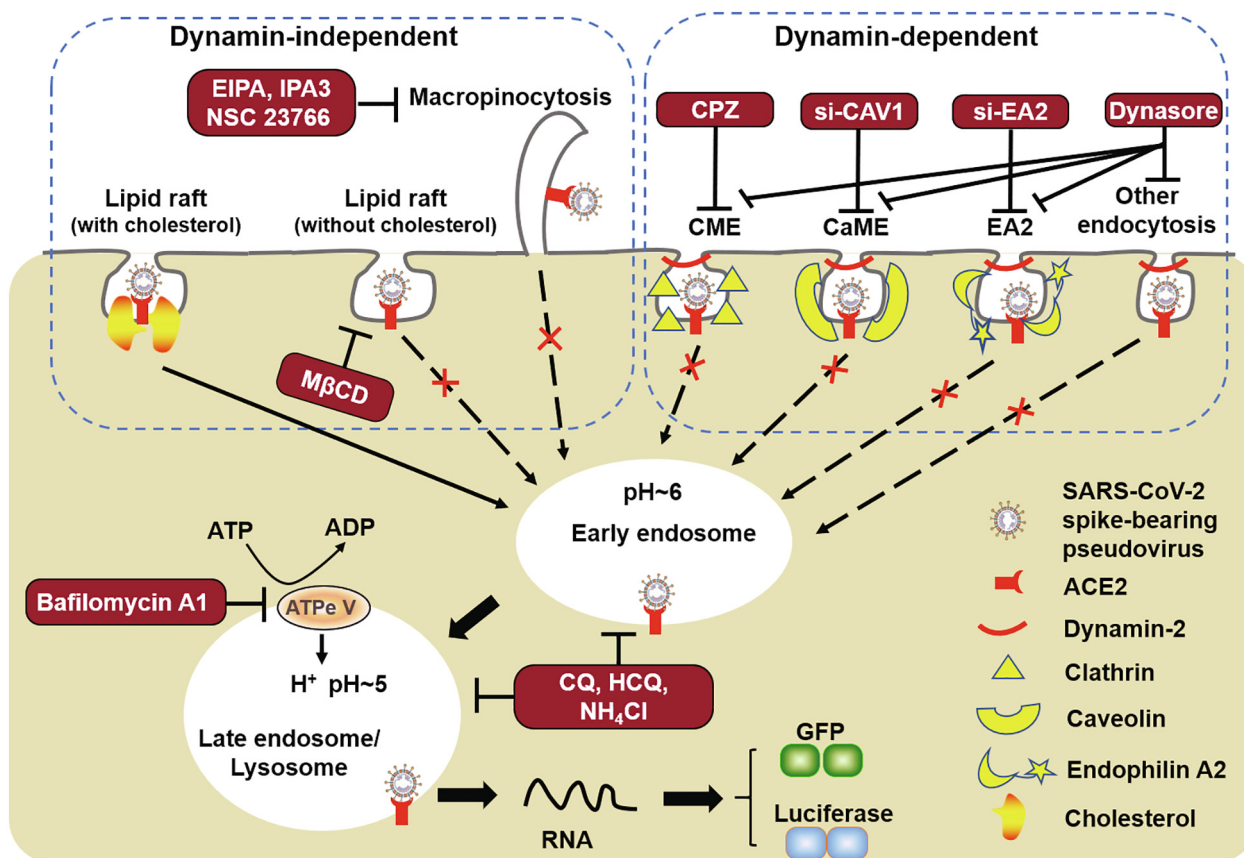 Dynamin-independent
Dynamin-dependent
EIPA, IPA3
NSC 23766
Macropinocytosis
CPZ
si-CAV1
si-EA2
Dynasore
Lipid raft
(with cholesterol)
Lipid raft
(without cholesterol)
CME
CaME
EA2
Other
endocytosis
MβCD
pH~6
Early endosome
ATP
ADP
Bafilomycin A1
ATPe V
H⁺ pH~5
CQ, HCQ,
NH₄Cl
Late endosome/
Lysosome
RNA
GFP
Luciferase
SARS-CoV-2
spike-bearing
pseudovirus
ACE2
Dynamin-2
Clathrin
Caveolin
Endophilin A2
Cholesterol